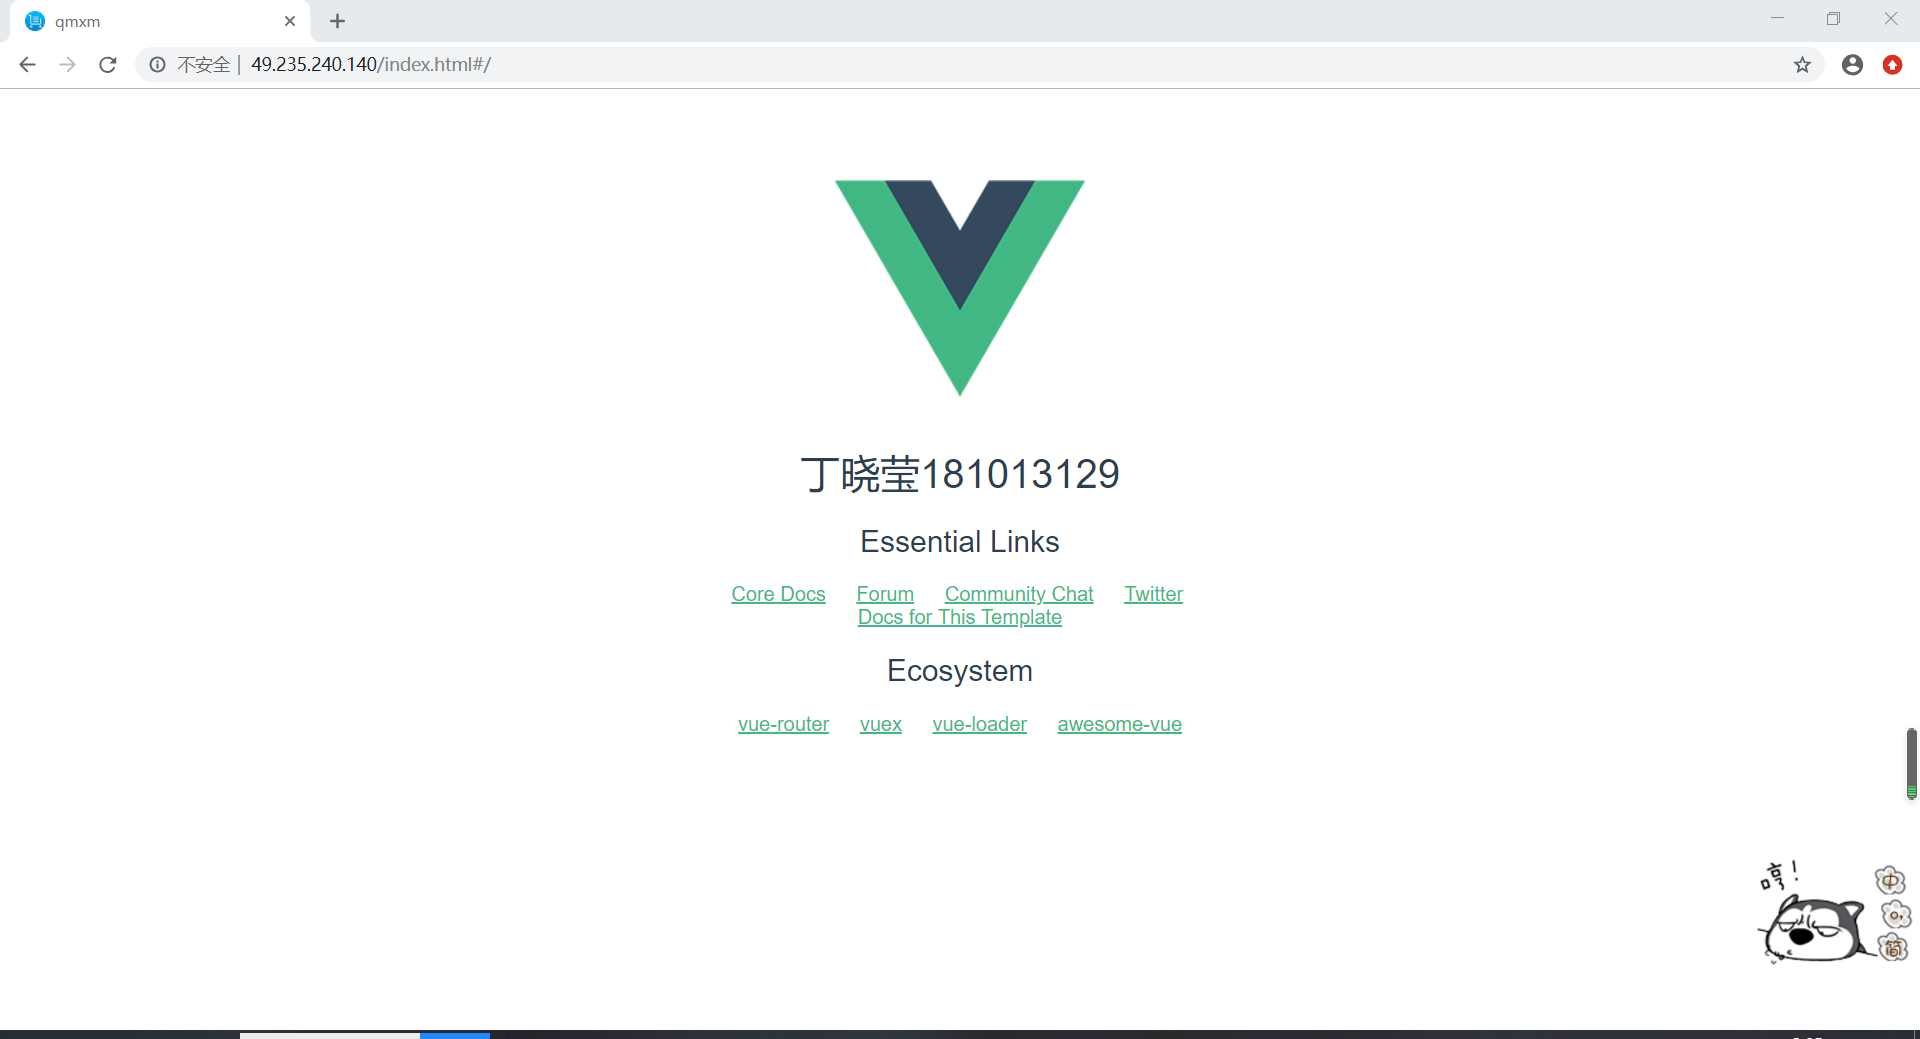 qmxm
不安全 | 49.235.240.140/index.html#/
丁晓莹181013129
Essential Links
Core Docs Forum Community Chat Twitter
Docs for This Template
Ecosystem
vue-router vuex vue-loader awesome-vue
哼!
中
简